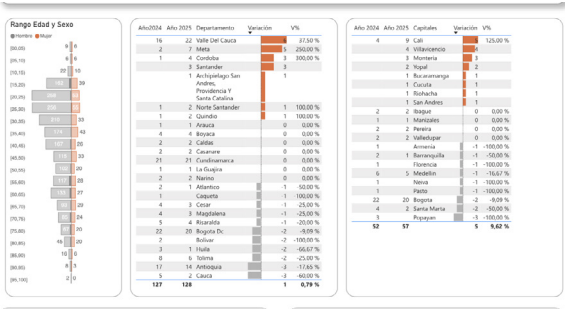 Rango Edad y Sexo
Hombre Mujer
[00,05)
[05,10)
[10,15)
[15,20) 39
[20,25)
[25,30)
[30,35) 33
[35,40) 43
[40,45) 26
[45,50) 33
[50,55) 20
[55,60) 28
[60,65) 27
[65,70) 28
[70,75) 24
[75,80) 20
[80,85) 20
[85,90)
[90,95)
[95,100] 2 0
Año2024 Año 2025 Departamento Variación V%
16 22 Valle Del Cauca 6 37,50 %
2 7 Meta 5 250,00 %
1 4 Cordoba 3 300,00 %
3 Santander 3
1 Archipielago San 1
Andres,
Providencia Y
Santa Catalina
1 2 Norte Santander 1 100,00 %
1 2 Quindio 1 100,00 %
1 1 Arauca 0 0,00 %
4 4 Boyaca 0 0,00 %
2 2 Caldas 0 0,00 %
2 2 Casanare 0 0,00 %
21 21 Cundinamarca 0 0,00 %
1 1 La Guajira 0 0,00 %
2 2 Narino 0 0,00 %
2 1 Atlantico -1 -50,00 %
1 Caqueta -1 -100,00 %
4 3 Cesar -1 -25,00 %
4 3 Magdalena -1 -25,00 %
5 4 Risaralda -1 -20,00 %
22 20 Bogota Dc -2 -9,09 %
2 Bolivar -2 -100,00 %
3 1 Huila -2 -66,67 %
8 6 Tolima -2 -25,00 %
17 14 Antioquia -3 -17,65 %
5 2 Cauca -3 -60,00 %
127 128 1 0,79 %
Año 2024 Año 2025 Capitales Variación V%
4 9 Cali 5 125,00 %
4 Villavicencio 4
3 Monteria 3
2 Yopal 2
1 Bucaramanga 1
1 Cucuta 1
1 Riohacha 1
1 San Andres 1
2 2 Ibague 0 0,00 %
1 1 Manizales 0 0,00 %
2 2 Pereira 0 0,00 %
2 2 Valledupar 0 0,00 %
1 Armenia -1 -100,00 %
2 1 Barranquilla -1 -50,00 %
1 Florencia -1 -100,00 %
6 5 Medellin -1 -16,67 %
1 Neiva -1 -100,00 %
1 Pasto -1 -100,00 %
22 20 Bogota -2 -9,09 %
4 2 Santa Marta -2 -50,00 %
3 Popayan -3 -100,00 %
52 57 5 9,62 %